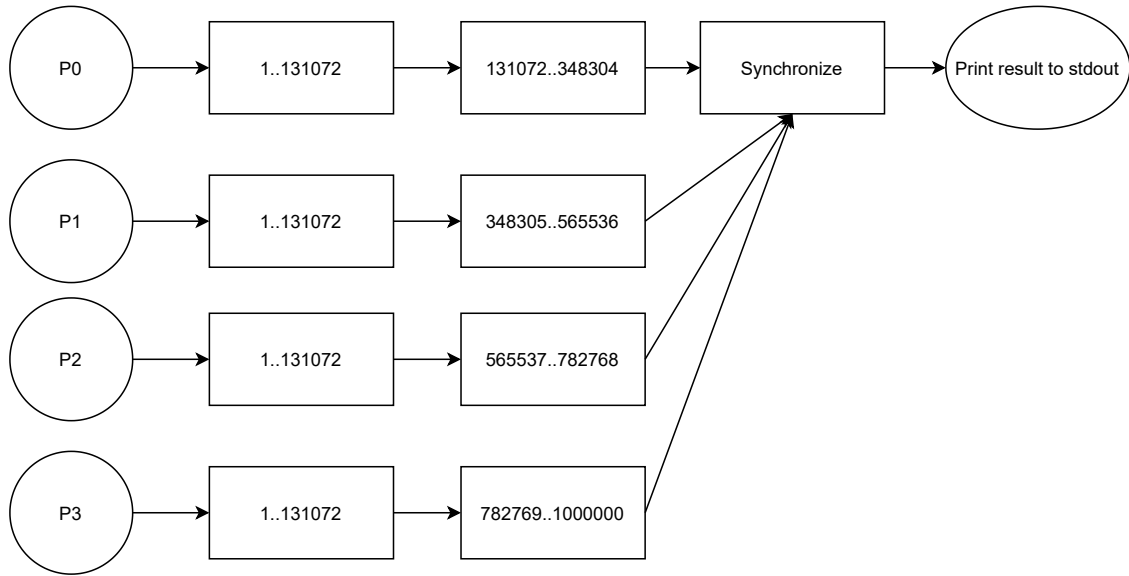 P0
1..131072
131072..348304
Synchronize
Print result to stdout
P1
1..131072
348305..565536
P2
1..131072
565537..782768
P3
1..131072
782769..1000000